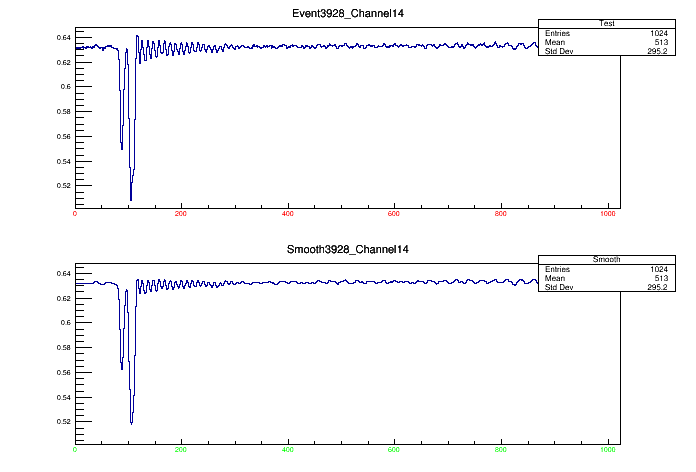 Event3928_Channel14
Test
Entries 1024
Mean 513
Std Dev 295.2
0.64
0.62
0.6
0.58
0.56
0.54
0.52
0 200 400 600 800 1000
Smooth3928_Channel14
Smooth
Entries 1024
Mean 513
Std Dev 295.2
0.64
0.62
0.6
0.58
0.56
0.54
0.52
0 200 400 600 800 1000